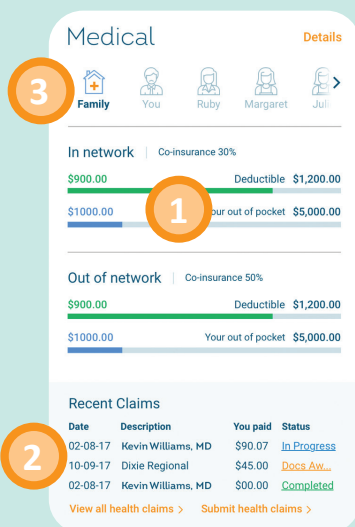 Medical
Details
3
Family You Ruby Margaret Juli
In network | Co-insurance 30%
$900.00 Deductible $1,200.00
1
$1000.00 our out of pocket $5,000.00
Out of network | Co-insurance 50%
$900.00 Deductible $1,200.00
$1000.00 Your out of pocket $5,000.00
Recent Claims
Date Description You paid Status
02-08-17 Kevin Williams, MD $90.07 In Progress
2
10-09-17 Dixie Regional $45.00 Docs Aw...
02-08-17 Kevin Williams, MD $00.00 Completed
View all health claims > Submit health claims >